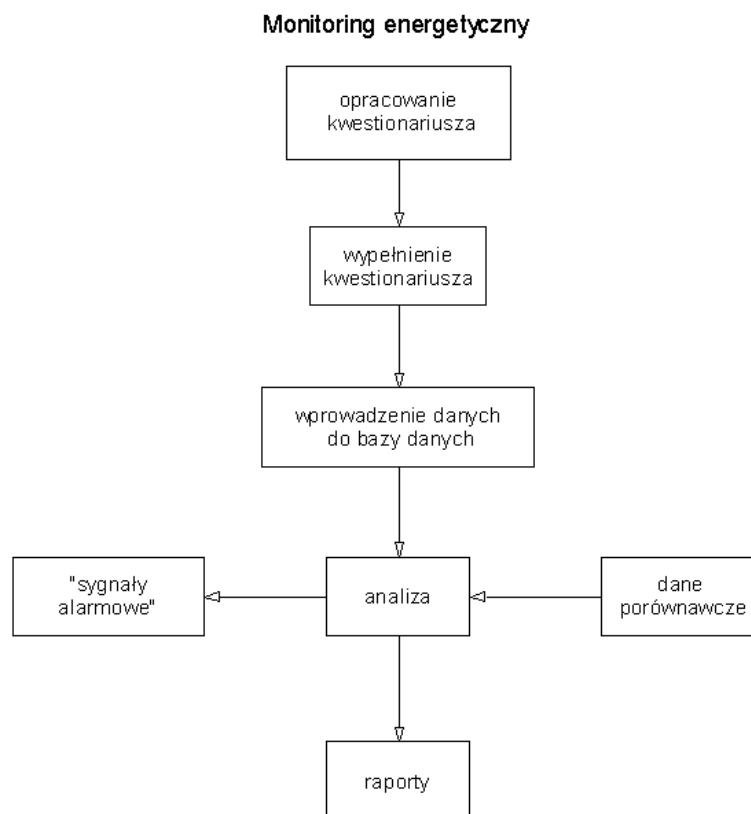 Monitoring energetyczny
opracowanie
kwestionariusza
wypełnienie
kwestionariusza
wprowadzenie danych
do bazy danych
"sygnały
alarmowe"
analiza
dane
porównawcze
raporty